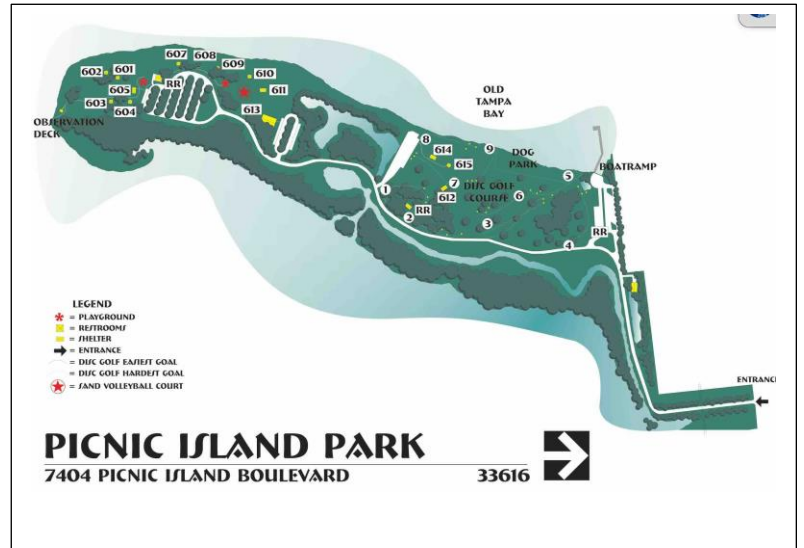 607
608
609
602
601
610
RR
605
611
603
604
613
OBSERVATION
DECK
OLD
TAMPA
BAY
8
9
614
DOG
PARK
615
BOATRAMP
5
7
DISC GOLF
COURSE
1
612
6
2
RR
3
RR
4
LEGEND
= PLAYGROUND
= RESTROOMS
= SHELTER
= ENTRANCE
= DISC GOLF EASIEST GOAL
= DISC GOLF HARDEST GOAL
= SAND VOLLEYBALL COURT
ENTRANCE
PICNIC ISLAND PARK
7404 PICNIC ISLAND BOULEVARD 33616